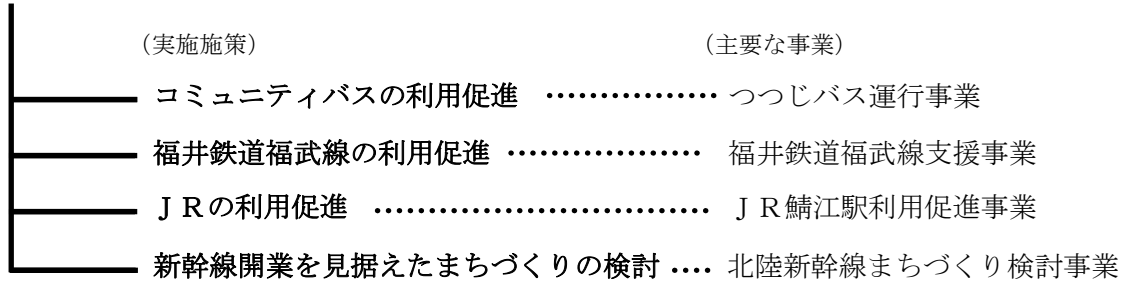 （実施施策）（主要な事業）
コミュニティバスの利用促進 ················ つつじバス運行事業
福井鉄道福武線の利用促進 ·················· 福井鉄道福武線支援事業
ＪＲの利用促進 ······························· ＪＲ鯖江駅利用促進事業
新幹線開業を見据えたまちづくりの検討 ···· 北陸新幹線まちづくり検討事業